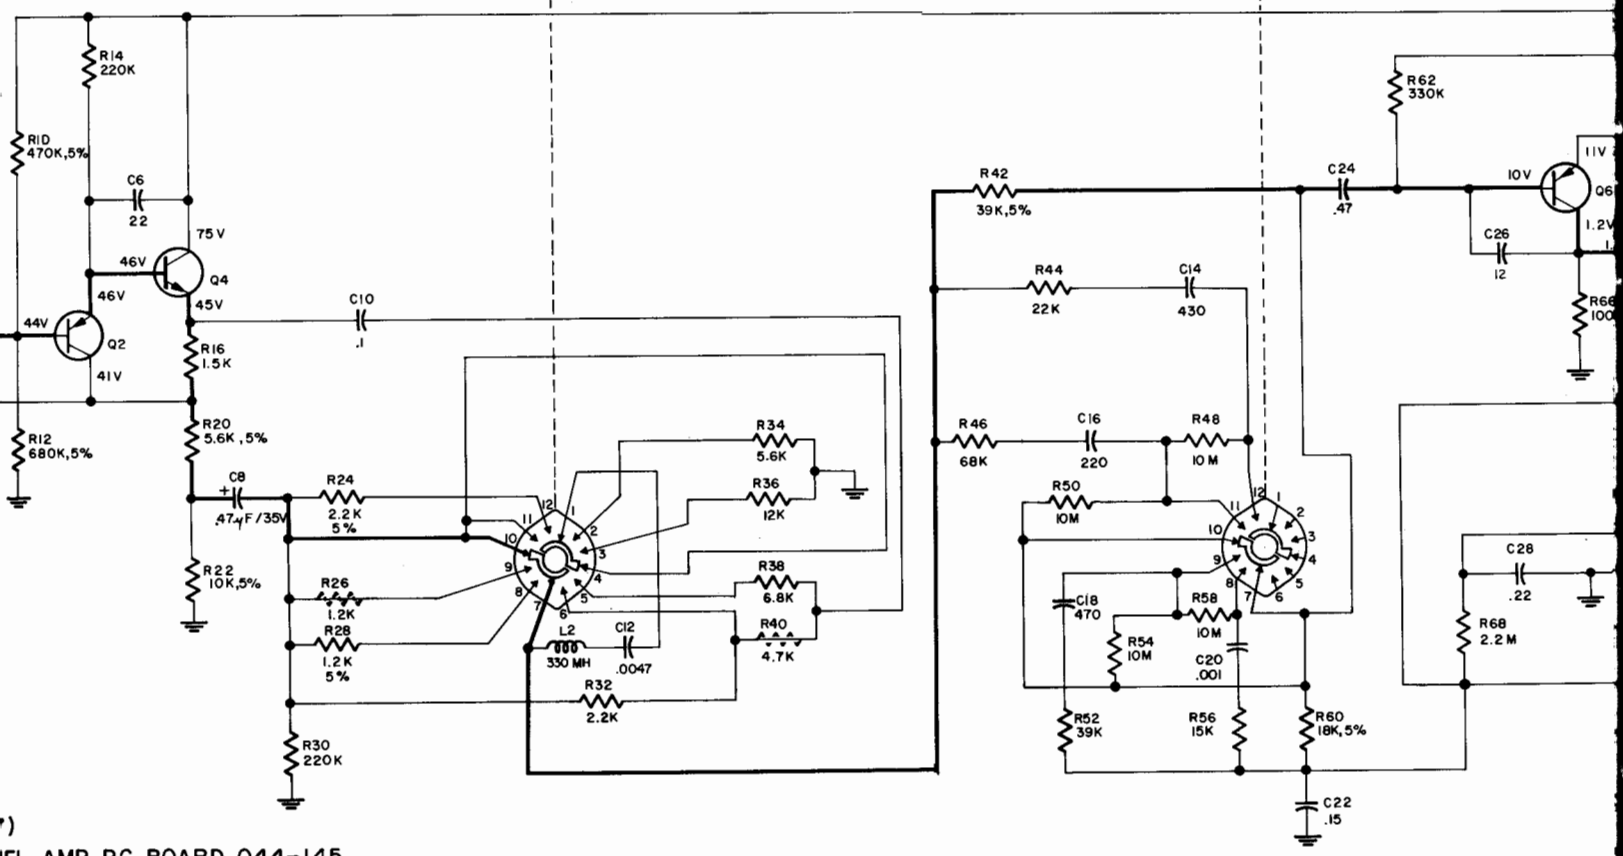 R14
220K
R10
470K,5%
C6
22
75V
46V
Q4
46V
45V
44V
Q2
41V
R12
680K,5%
R16
1.5K
R20
5.6K,5%
C8
+
.47µF/35V
R22
10K,5%
C10
.1
R24
2.2K
5%
R26
1.2K
R28
1.2K
5%
R30
220K
12
1
11
2
10
3
9
4
8
5
7
6
L2
330 MH
C12
.0047
R32
2.2K
R34
5.6K
R36
12K
R38
6.8K
R40
4.7K
R42
39K,5%
R44
22K
C14
430
R46
68K
C16
220
R48
10M
R50
10M
12
1
11
2
10
3
9
4
8
5
7
6
C18
470
R58
10M
R54
10M
C20
.001
R52
39K
R56
15K
R60
18K,5%
C22
.15
C24
.47
R62
330K
10V
11V
Q6
1.2V
C26
12
R66
100
C28
.22
R68
2.2M
AMP PC BOARD 044-145